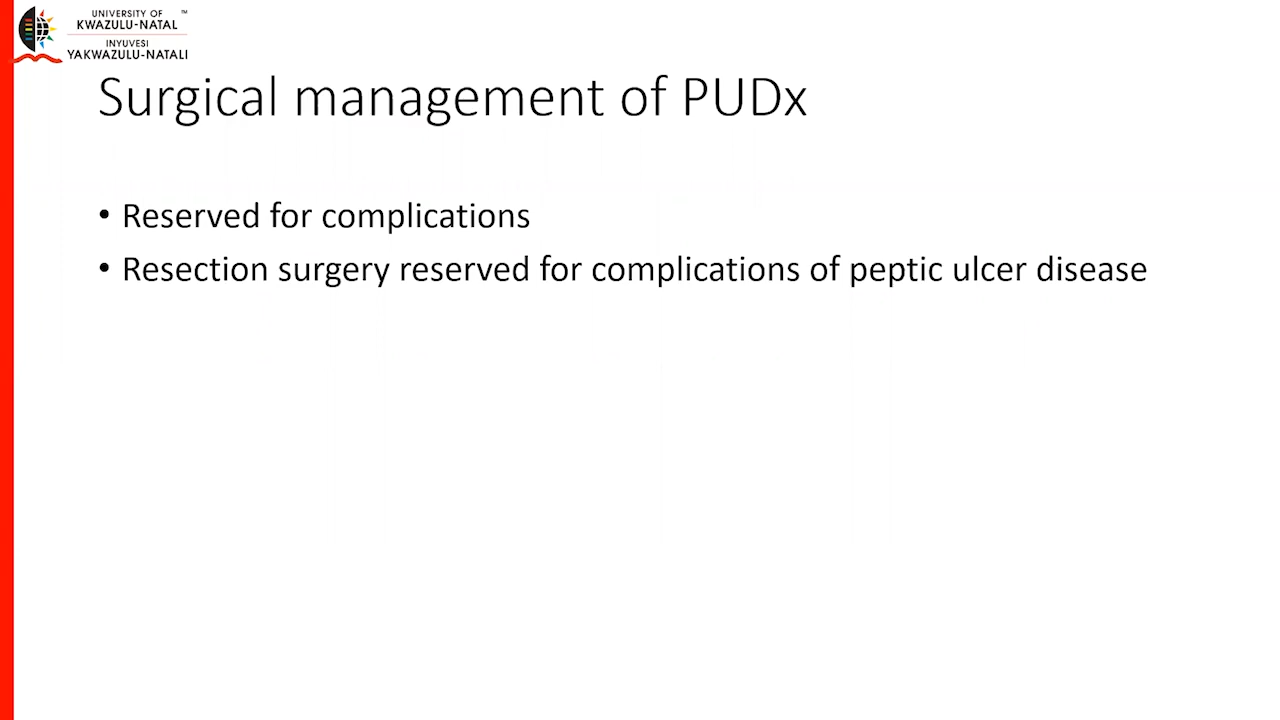 UNIVERSITY OF ™
KWAZULU-NATAL
INYUVESI
YAKWAZULU-NATALI
Surgical management of PUDx
• Reserved for complications
• Resection surgery reserved for complications of peptic ulcer disease